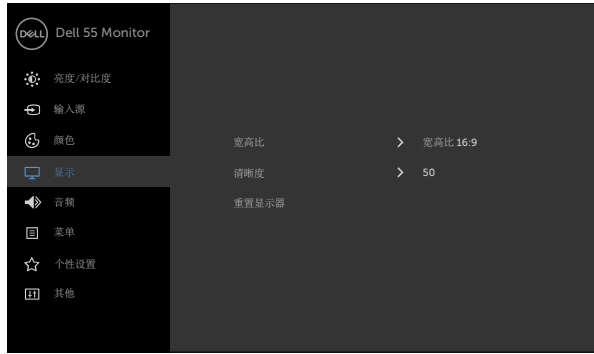 DELL Dell 55 Monitor
亮度/对比度
输入源
颜色
宽高比 宽高比 16:9
显示
清晰度 50
音频
重置显示器
菜单
个性设置
其他